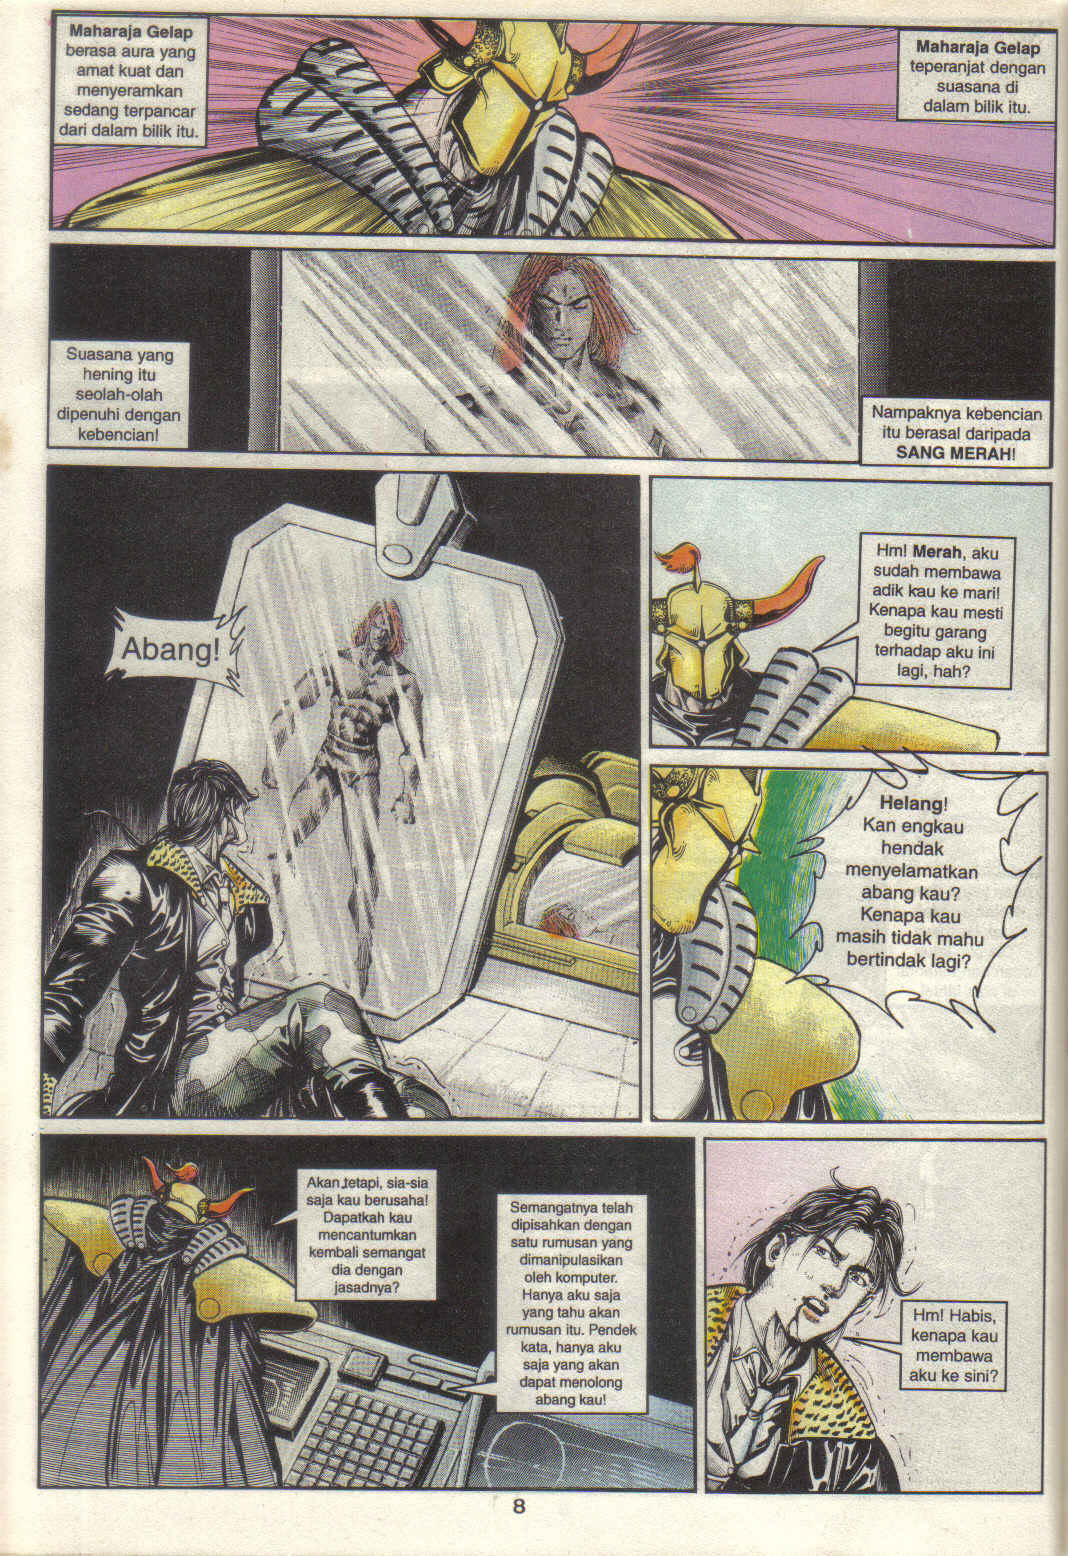 Maharaja Gelap
berasa aura yang
amat kuat dan
menyeramkan
sedang terpancar
dari dalam bilik itu.
Maharaja Gelap
teperanjat dengan
suasana di
dalam bilik itu.
Suasana yang
hening itu
seolah-olah
dipenuhi dengan
kebencian!
Nampaknya kebencian
itu berasal daripada
SANG MERAH!
Abang!
Hm! Merah, aku
sudah membawa
adik kau ke mari!
Kenapa kau mesti
begitu garang
terhadap aku ini
lagi, hah?
Helang!
Kan engkau
hendak
menyelamatkan
abang kau?
Kenapa kau
masih tidak mahu
bertindak lagi?
Akan tetapi, sia-sia
saja kau berusaha!
Dapatkah kau
mencantumkan
kembali semangat
dia dengan
jasadnya?
Semangatnya telah
dipisahkan dengan
satu rumusan yang
dimanipulasikan
oleh komputer.
Hanya aku saja
yang tahu akan
rumusan itu. Pendek
kata, hanya aku
saja yang akan
dapat menolong
abang kau!
Hm! Habis,
kenapa kau
membawa
aku ke sini?
8